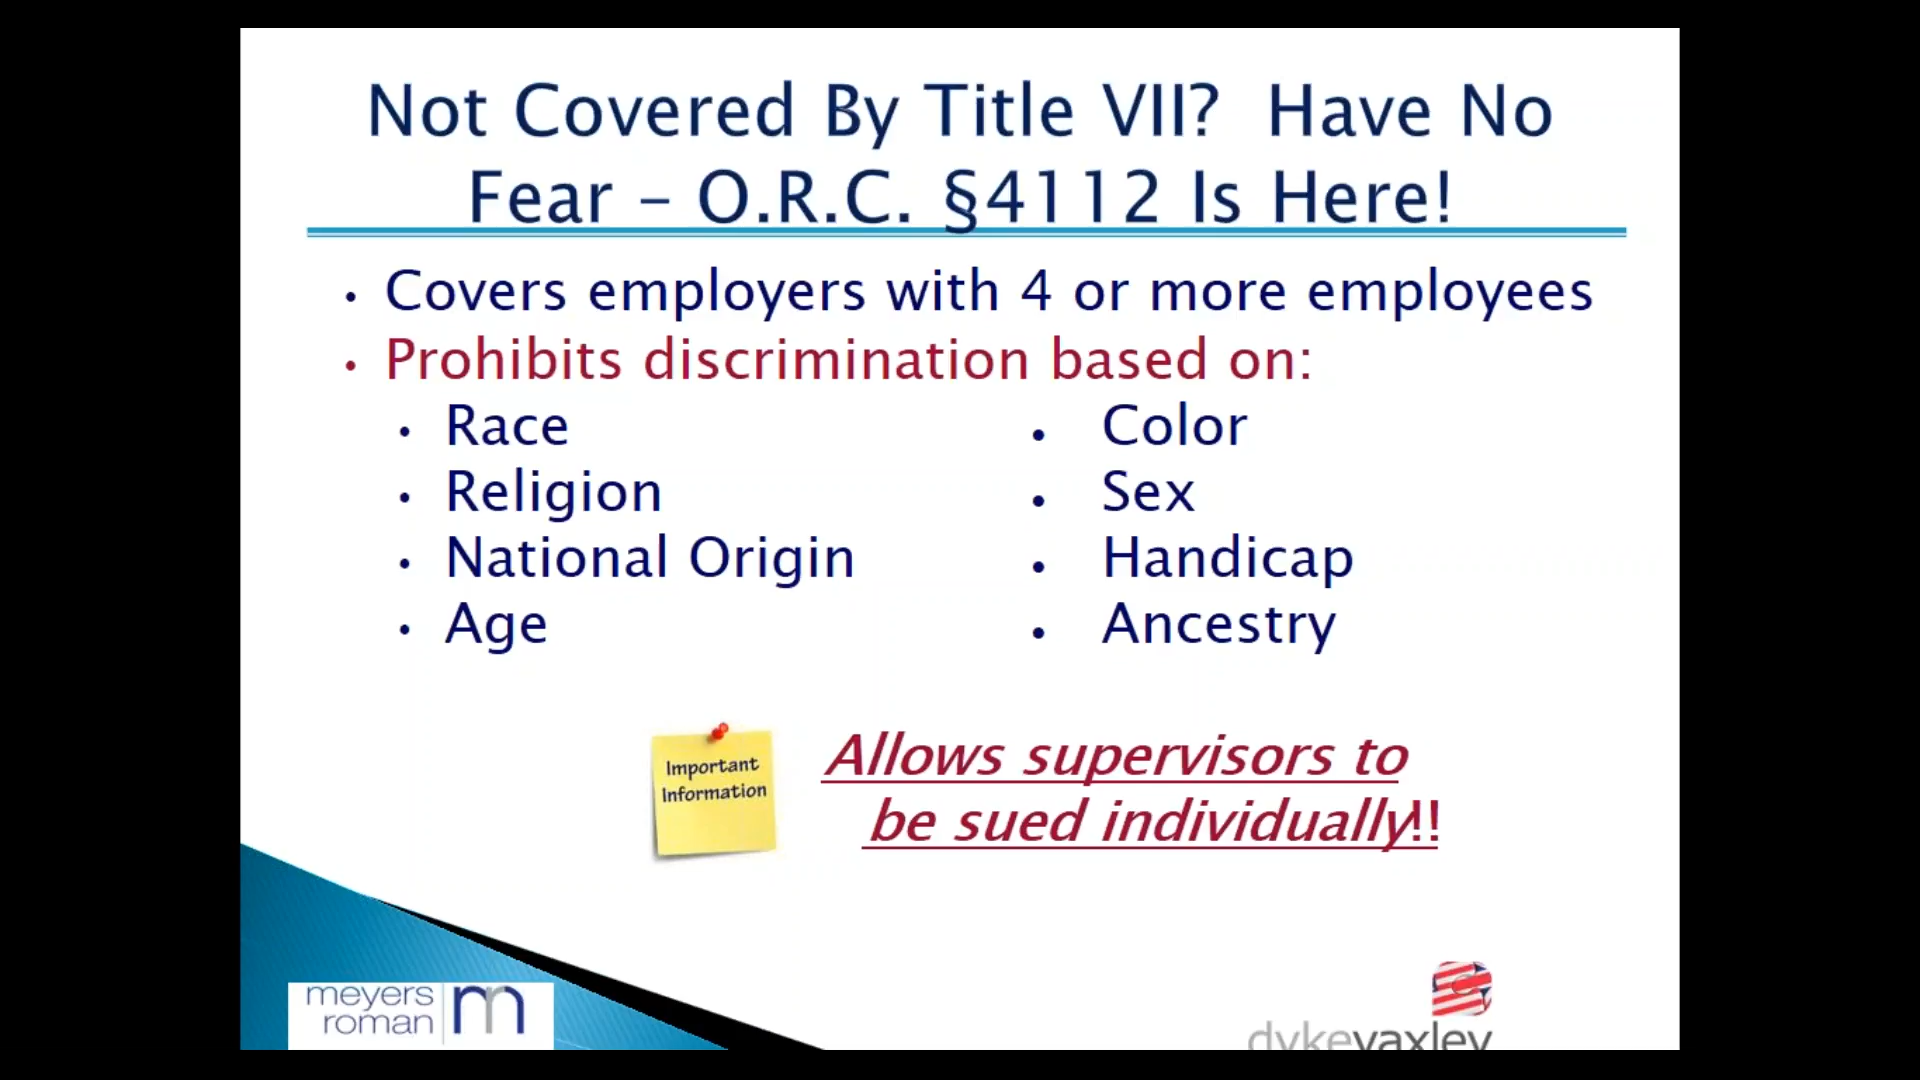 Not Covered By Title VII?  Have No
Fear – O.R.C. §4112 Is Here!
• Covers employers with 4 or more employees
• Prohibits discrimination based on:
• Race
• Religion
• National Origin
• Age
• Color
• Sex
• Handicap
• Ancestry
Important
Information
Allows supervisors to
be sued individually!!
meyers
roman
m
dykeyaxley